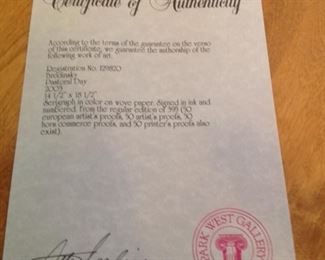 Certificate of Authenticity
According to the terms of the guarantee on the verso
of this certificate, we guarantee the authorship of the
following work of art.
Registration No. 129820
Brodinsky
Pastoral Day
2003
14 1/2" x 18 1/2"
Serigraph in color on wove paper. Signed in ink and
numbered. From the regular edition of 395 (50
european artist's proofs, 50 artist's proofs, 50
hors commerce proofs, and 50 printer's proofs also
exist).
PARK WEST GALLERY